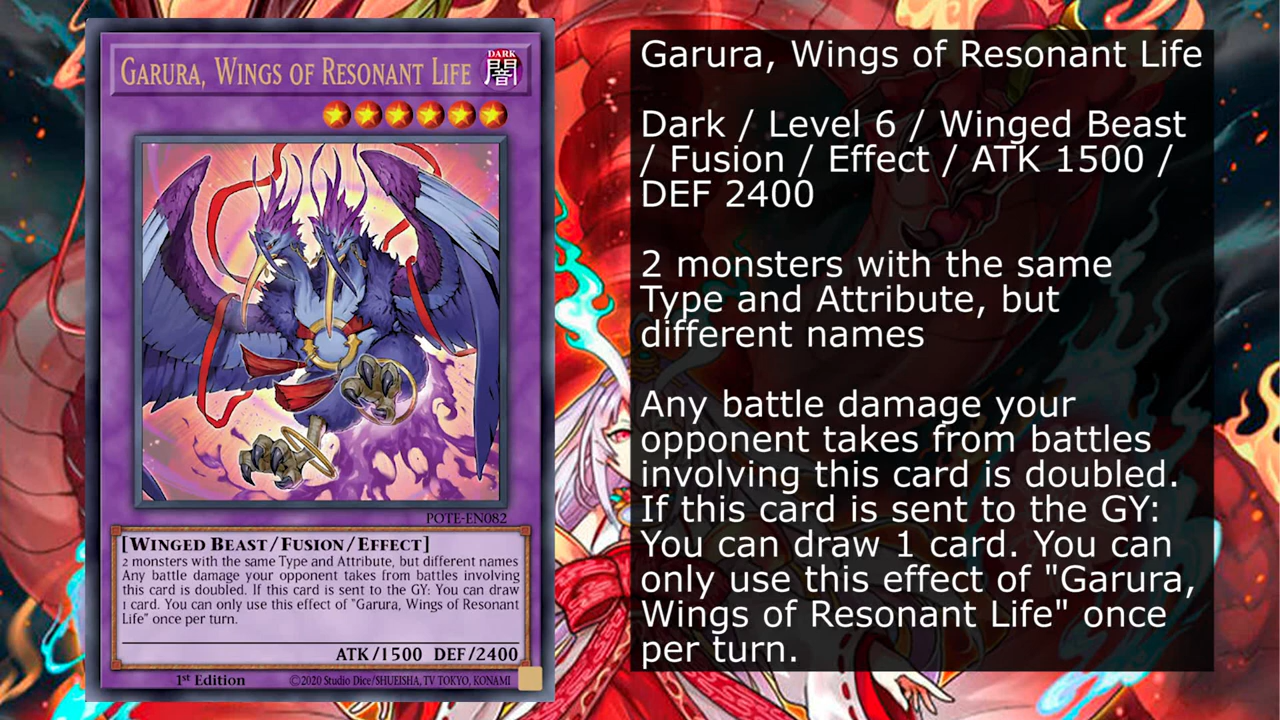 GARURA, WINGS OF RESONANT LIFE
DARK
闇
POTE-EN082
[WINGED BEAST/FUSION/EFFECT]
2 monsters with the same Type and Attribute, but different names
Any battle damage your opponent takes from battles involving
this card is doubled. If this card is sent to the GY: You can draw
1 card. You can only use this effect of "Garura, Wings of Resonant
Life" once per turn.
ATK/1500 DEF/2400
1st Edition
©2020 Studio Dice/SHUEISHA, TV TOKYO, KONAMI
Garura, Wings of Resonant Life
Dark / Level 6 / Winged Beast
/ Fusion / Effect / ATK 1500 /
DEF 2400
2 monsters with the same
Type and Attribute, but
different names
Any battle damage your
opponent takes from battles
involving this card is doubled.
If this card is sent to the GY:
You can draw 1 card. You can
only use this effect of "Garura,
Wings of Resonant Life" once
per turn.